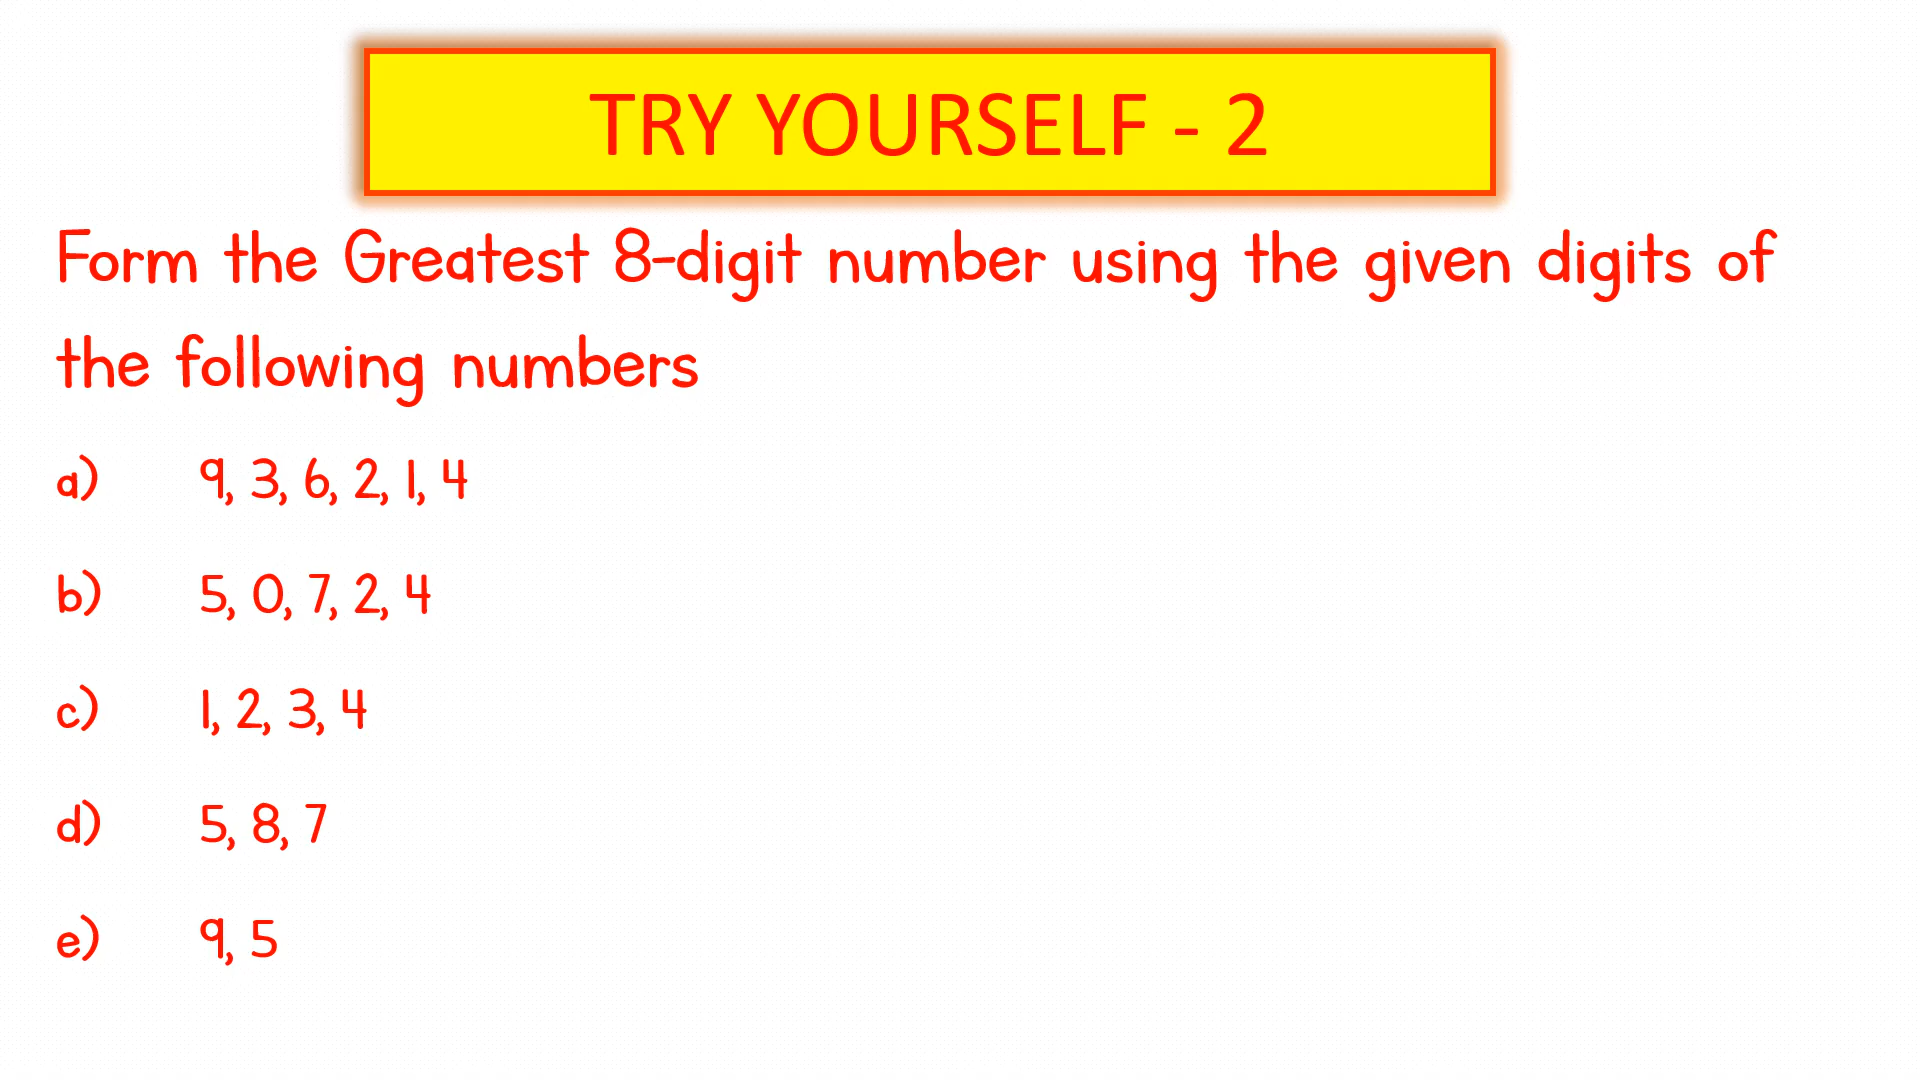 TRY YOURSELF - 2
Form the Greatest 8-digit number using the given digits of
the following numbers
a) 9, 3, 6, 2, 1, 4
b) 5, 0, 7, 2, 4
c) 1, 2, 3, 4
d) 5, 8, 7
e) 9, 5